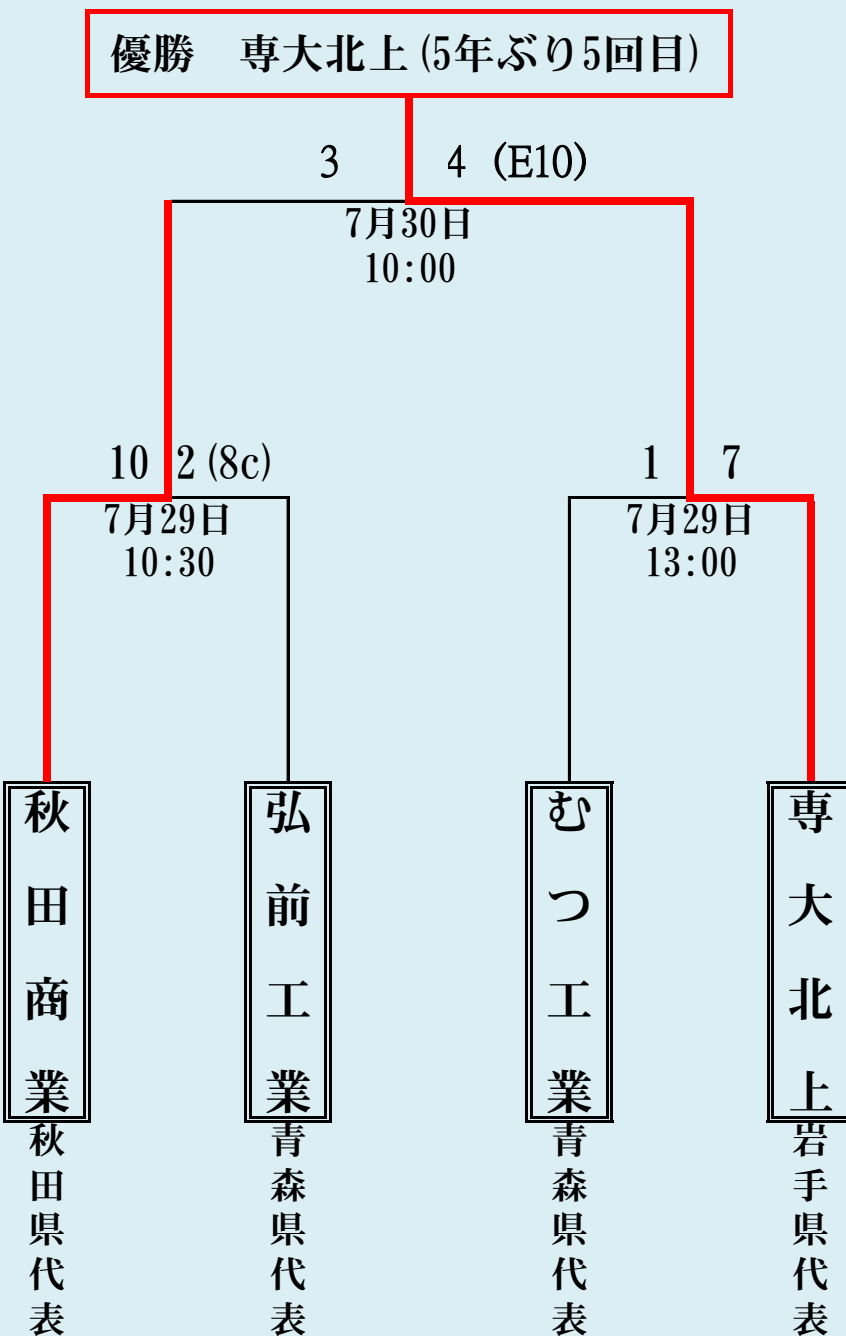 優勝　専大北上(5年ぶり5回目)
3
4 (E10)
7月30日
10:00
10
2(8c)
7月29日
10:30
1
7
7月29日
13:00
秋田商業
秋田県代表
弘前工業
青森県代表
むつ工業
青森県代表
専大北上
岩手県代表